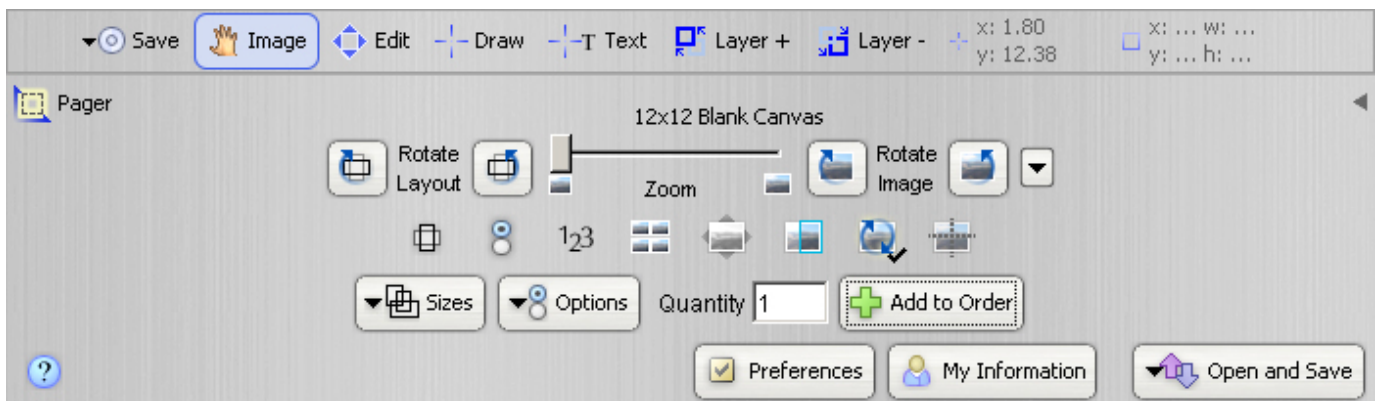 Save Image Edit Draw T Text Layer + Layer - x: 1.80 x: ... w: ...
y: 12.38 y: ... h: ...
Pager
12x12 Blank Canvas
Rotate Rotate
Layout Zoom Image
123
Sizes Options Quantity 1 Add to Order
? Preferences My Information Open and Save